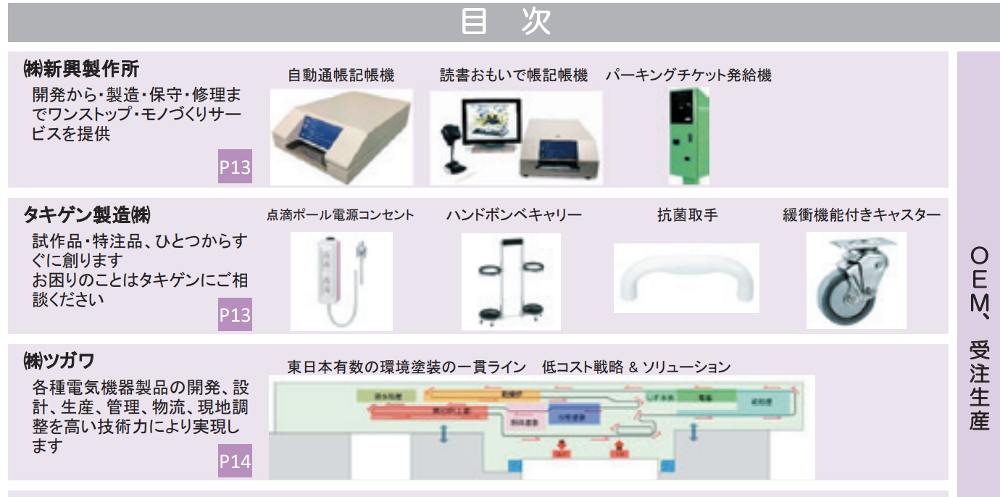 目 次
㈱新興製作所
開発から・製造・保守・修理ま
でワンストップ・モノづくりサー
ビスを提供
P13
自動通帳記帳機
読書おもいで帳記帳機
パーキングチケット発給機
タキゲン製造㈱
試作品・特注品、ひとつからす
ぐに創ります
お困りのことはタキゲンにご相
談ください
P13
点滴ポール電源コンセント
ハンドボンベキャリー
抗菌取手
緩衝機能付きキャスター
㈱ツガワ
各種電気機器製品の開発、設
計、生産、管理、物流、現地調
整を高い技術力により実現し
ます
P14
東日本有数の環境塗装の一貫ライン 低コスト戦略 & ソリューション
OEM、受注生産